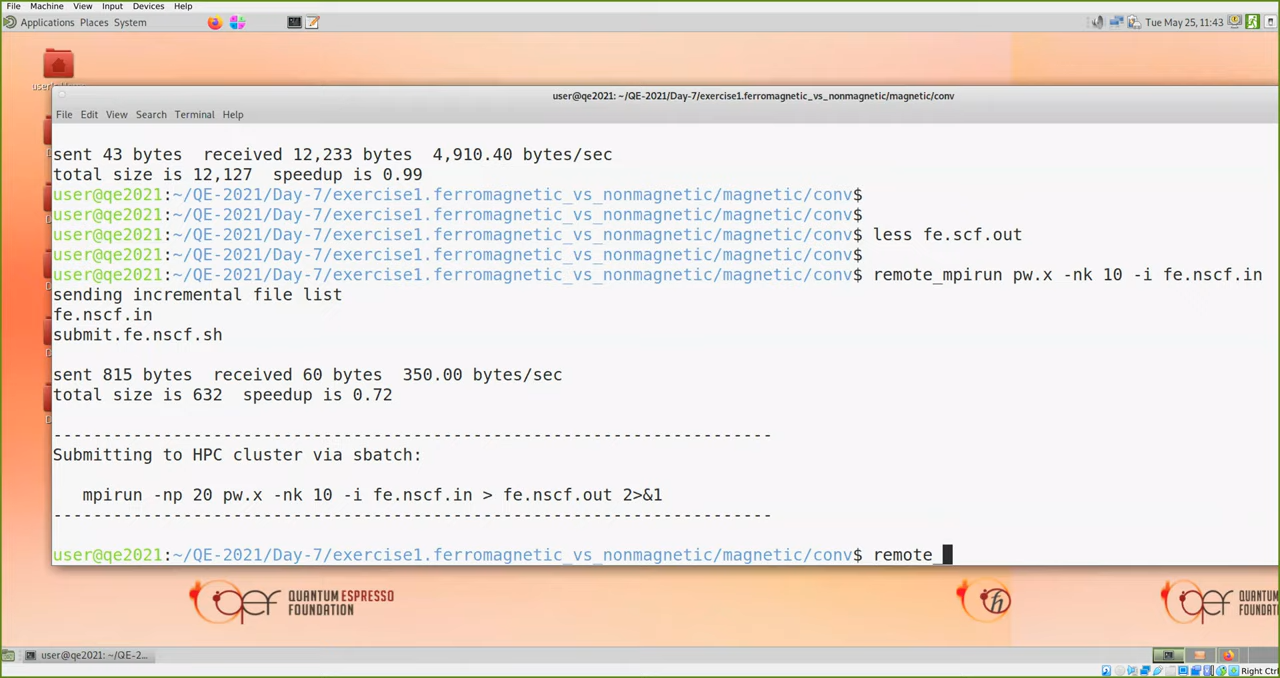 File Machine View Input Devices Help
Applications Places System Tue May 25, 11:43
user@qe2021: ~/QE-2021/Day-7/exercise1.ferromagnetic_vs_nonmagnetic/magnetic/conv
File Edit View Search Terminal Help
sent 43 bytes  received 12,233 bytes  4,910.40 bytes/sec
total size is 12,127  speedup is 0.99
user@qe2021:~/QE-2021/Day-7/exercise1.ferromagnetic_vs_nonmagnetic/magnetic/conv$
user@qe2021:~/QE-2021/Day-7/exercise1.ferromagnetic_vs_nonmagnetic/magnetic/conv$
user@qe2021:~/QE-2021/Day-7/exercise1.ferromagnetic_vs_nonmagnetic/magnetic/conv$ less fe.scf.out
user@qe2021:~/QE-2021/Day-7/exercise1.ferromagnetic_vs_nonmagnetic/magnetic/conv$
user@qe2021:~/QE-2021/Day-7/exercise1.ferromagnetic_vs_nonmagnetic/magnetic/conv$ remote_mpirun pw.x -nk 10 -i fe.nscf.in
sending incremental file list
fe.nscf.in
submit.fe.nscf.sh
sent 815 bytes  received 60 bytes  350.00 bytes/sec
total size is 632  speedup is 0.72
------------------------------------------------------------------------
Submitting to HPC cluster via sbatch:
mpirun -np 20 pw.x -nk 10 -i fe.nscf.in > fe.nscf.out 2>&1
------------------------------------------------------------------------
user@qe2021:~/QE-2021/Day-7/exercise1.ferromagnetic_vs_nonmagnetic/magnetic/conv$ remote_
QUANTUM ESPRESSO
FOUNDATION
user@qe2021: ~/QE-2...
Right Ctrl